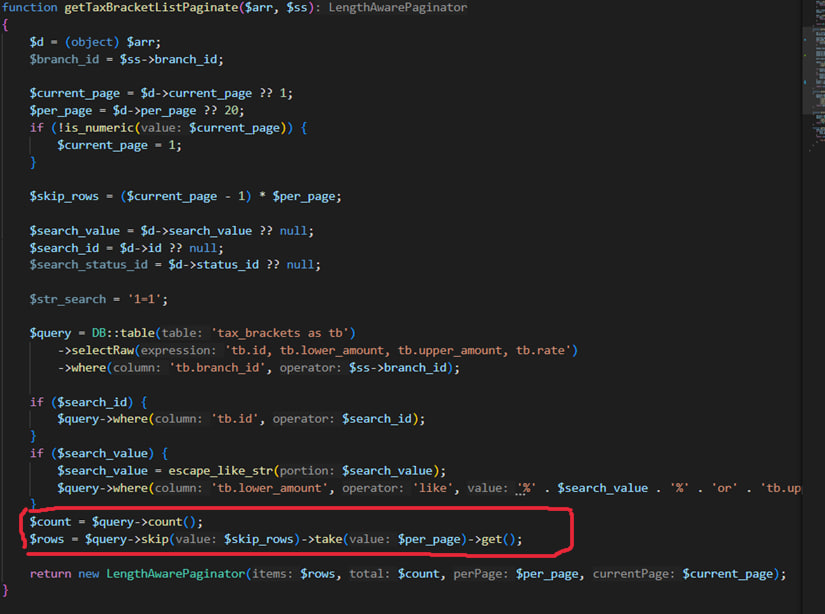 function getTaxBracketListPaginate($arr, $ss): LengthAwarePaginator
{
$d = (object) $arr;
$branch_id = $ss->branch_id;
$current_page = $d->current_page ?? 1;
$per_page = $d->per_page ?? 20;
if (!is_numeric(value: $current_page)) {
$current_page = 1;
}
$skip_rows = ($current_page - 1) * $per_page;
$search_value = $d->search_value ?? null;
$search_id = $d->id ?? null;
$search_status_id = $d->status_id ?? null;
$str_search = '1=1';
$query = DB::table(table: 'tax_brackets as tb')
->selectRaw(expression: 'tb.id, tb.lower_amount, tb.upper_amount, tb.rate')
->where(column: 'tb.branch_id', operator: $ss->branch_id);
if ($search_id) {
$query->where(column: 'tb.id', operator: $search_id);
}
if ($search_value) {
$search_value = escape_like_str(portion: $search_value);
$query->where(column: 'tb.lower_amount', operator: 'like', value: '%' . $search_value . '%' . 'or' . 'tb.up
}
$count = $query->count();
$rows = $query->skip(value: $skip_rows)->take(value: $per_page)->get();
return new LengthAwarePaginator(items: $rows, total: $count, perPage: $per_page, currentPage: $current_page);
}